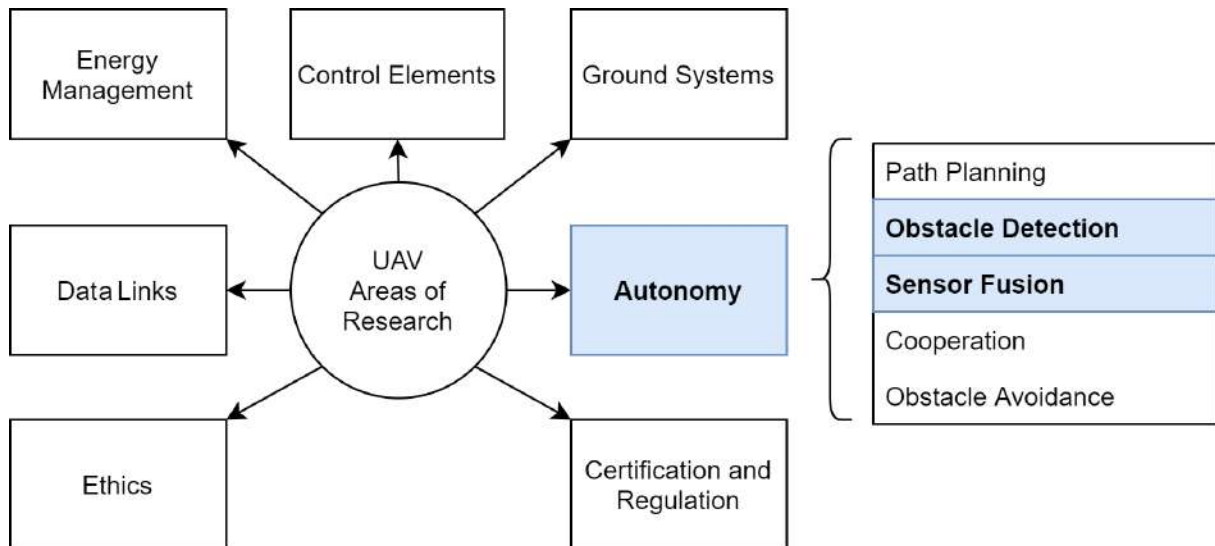 Energy
Management
Control Elements
Ground Systems
Path Planning
Obstacle Detection
Sensor Fusion
Cooperation
Obstacle Avoidance
UAV
Areas of
Research
Data Links
Autonomy
Ethics
Certification and
Regulation